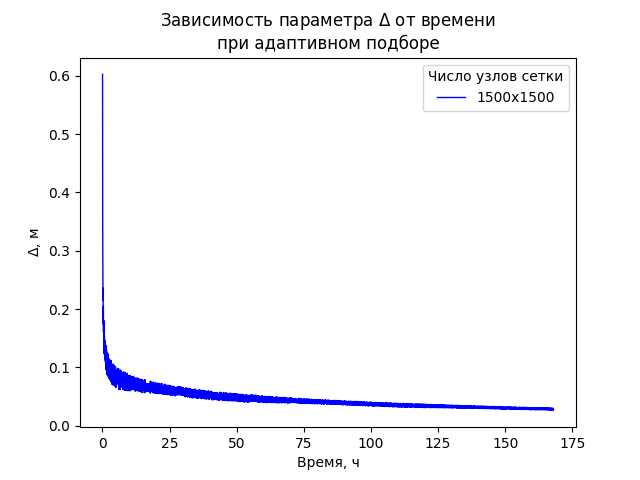 Зависимость параметра Δ от времени
при адаптивном подборе
Число узлов сетки
1500x1500
Δ, м
0.6
0.5
0.4
0.3
0.2
0.1
0.0
0
25
50
75
100
125
150
175
Время, ч